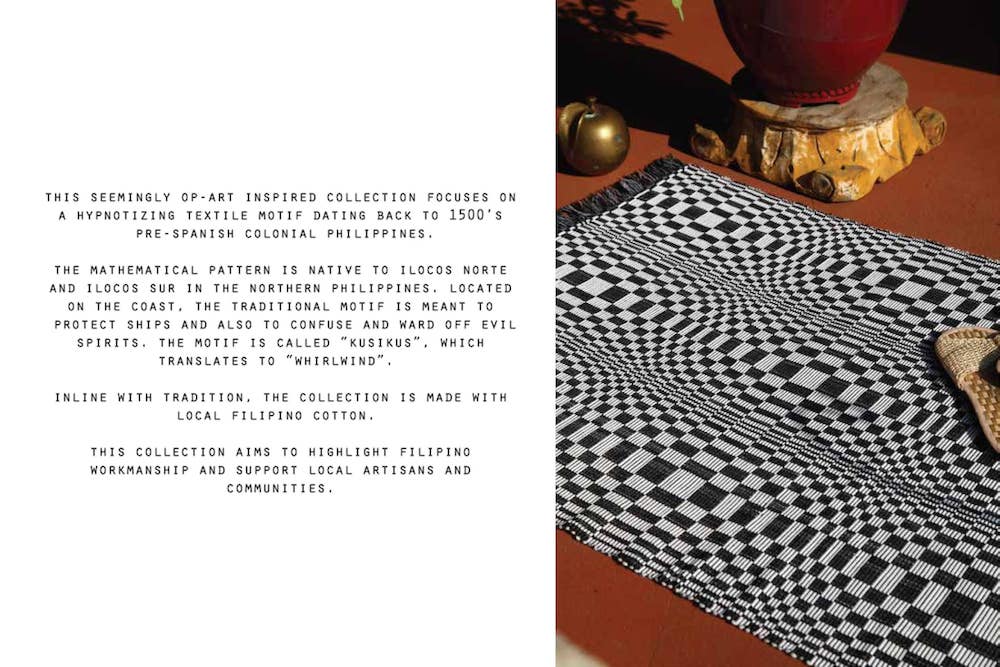 THIS SEEMINGLY OP-ART INSPIRED COLLECTION FOCUSES ON
A HYPNOTIZING TEXTILE MOTIF DATING BACK TO 1500'S
PRE-SPANISH COLONIAL PHILIPPINES.
THE MATHEMATICAL PATTERN IS NATIVE TO ILOCOS NORTE
AND ILOCOS SUR IN THE NORTHERN PHILIPPINES. LOCATED
ON THE COAST, THE TRADITIONAL MOTIF IS MEANT TO
PROTECT SHIPS AND ALSO TO CONFUSE AND WARD OFF EVIL
SPIRITS. THE MOTIF IS CALLED "KUSIKUS", WHICH
TRANSLATES TO "WHIRLWIND".
INLINE WITH TRADITION, THE COLLECTION IS MADE WITH
LOCAL FILIPINO COTTON.
THIS COLLECTION AIMS TO HIGHLIGHT FILIPINO
WORKMANSHIP AND SUPPORT LOCAL ARTISANS AND
COMMUNITIES.